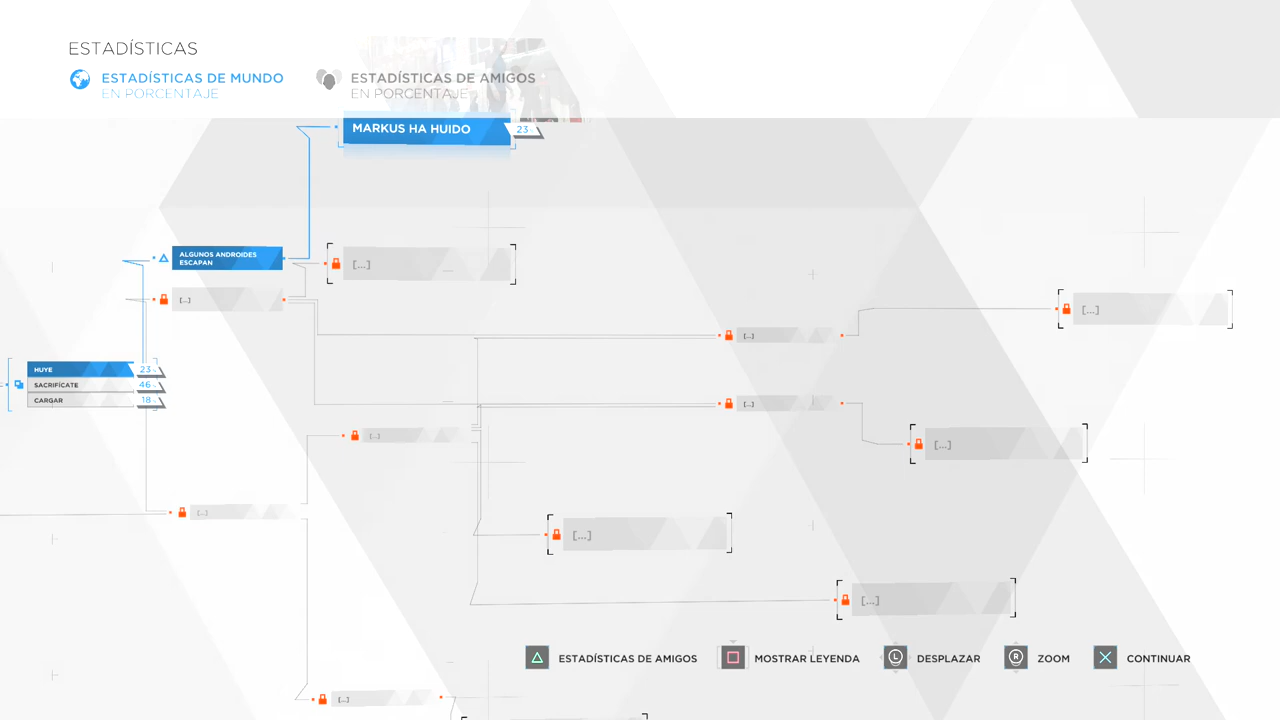 ESTADÍSTICAS
ESTADÍSTICAS DE MUNDO
EN PORCENTAJE
ESTADÍSTICAS DE AMIGOS
EN PORCENTAJE
MARKUS HA HUIDO
23
ALGUNOS ANDROIDES
ESCAPAN
[...]
[...]
[...]
[...]
HUYE 23
SACRIFÍCATE 46
CARGAR 18
[...]
[...]
[...]
[...]
[...]
[...]
ESTADÍSTICAS DE AMIGOS
MOSTRAR LEYENDA
L
DESPLAZAR
R
ZOOM
CONTINUAR
[...]